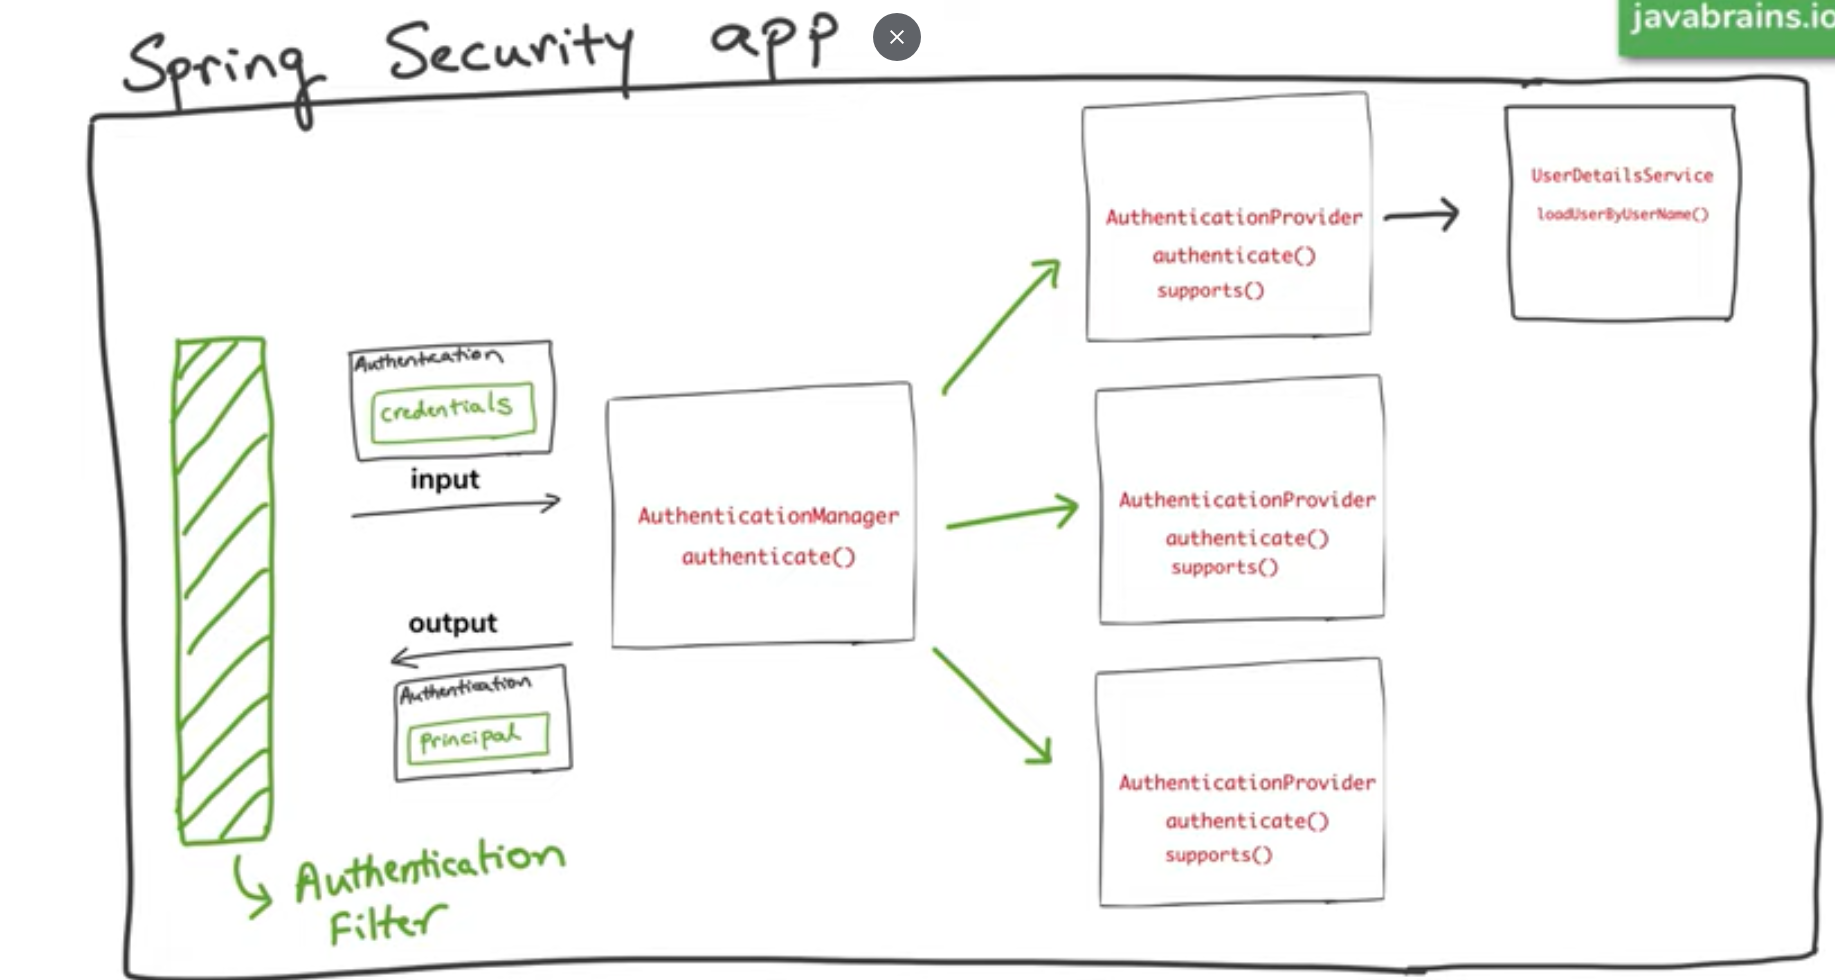 Spring Security app
javabrains.io
Authentication
credentials
input
AuthenticationManager
authenticate()
output
Authentication
principal
Authentication
Filter
AuthenticationProvider
authenticate()
supports()
UserDetailsService
loadUserByUserName()
AuthenticationProvider
authenticate()
supports()
AuthenticationProvider
authenticate()
supports()